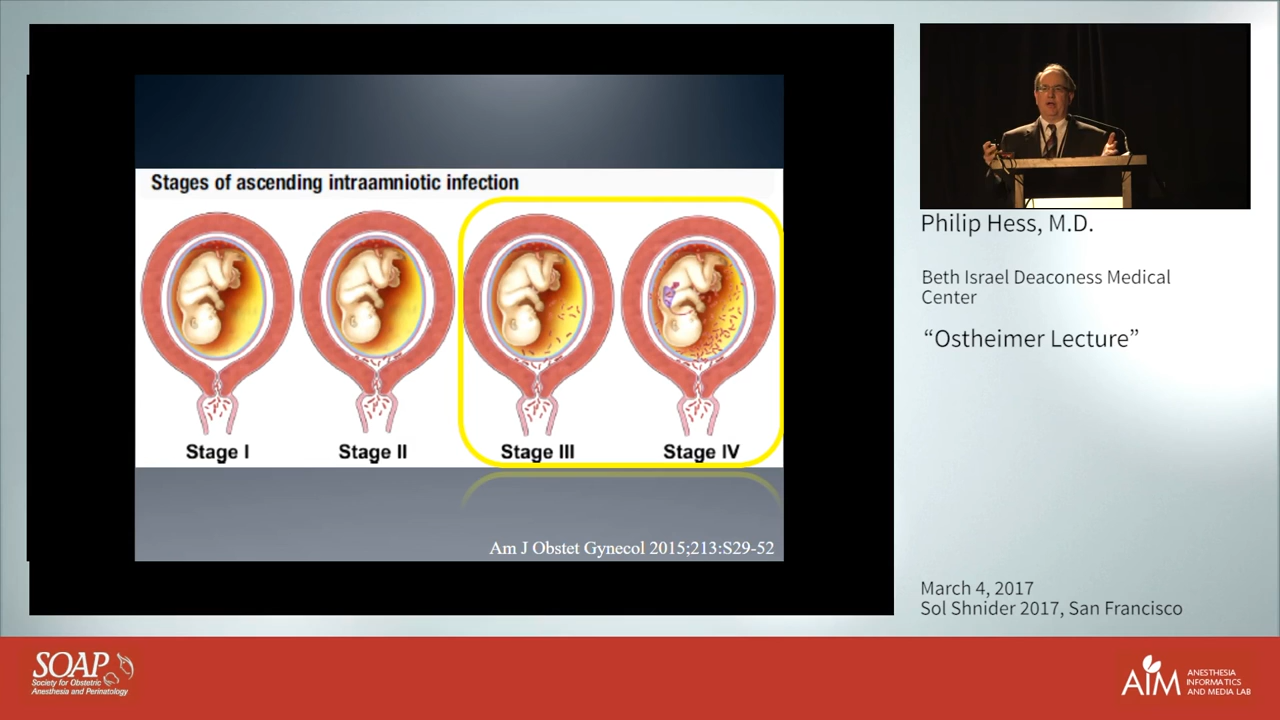 Stages of ascending intraamniotic infection
Stage I
Stage II
Stage III
Stage IV
Am J Obstet Gynecol 2015;213:S29-52
Philip Hess, M.D.
Beth Israel Deaconess Medical
Center
“Ostheimer Lecture”
March 4, 2017
Sol Shnider 2017, San Francisco
SOAP
Society for Obstetric
Anesthesia and Perinatology
AIM
ANESTHESIA
INFORMATICS
AND MEDIA LAB